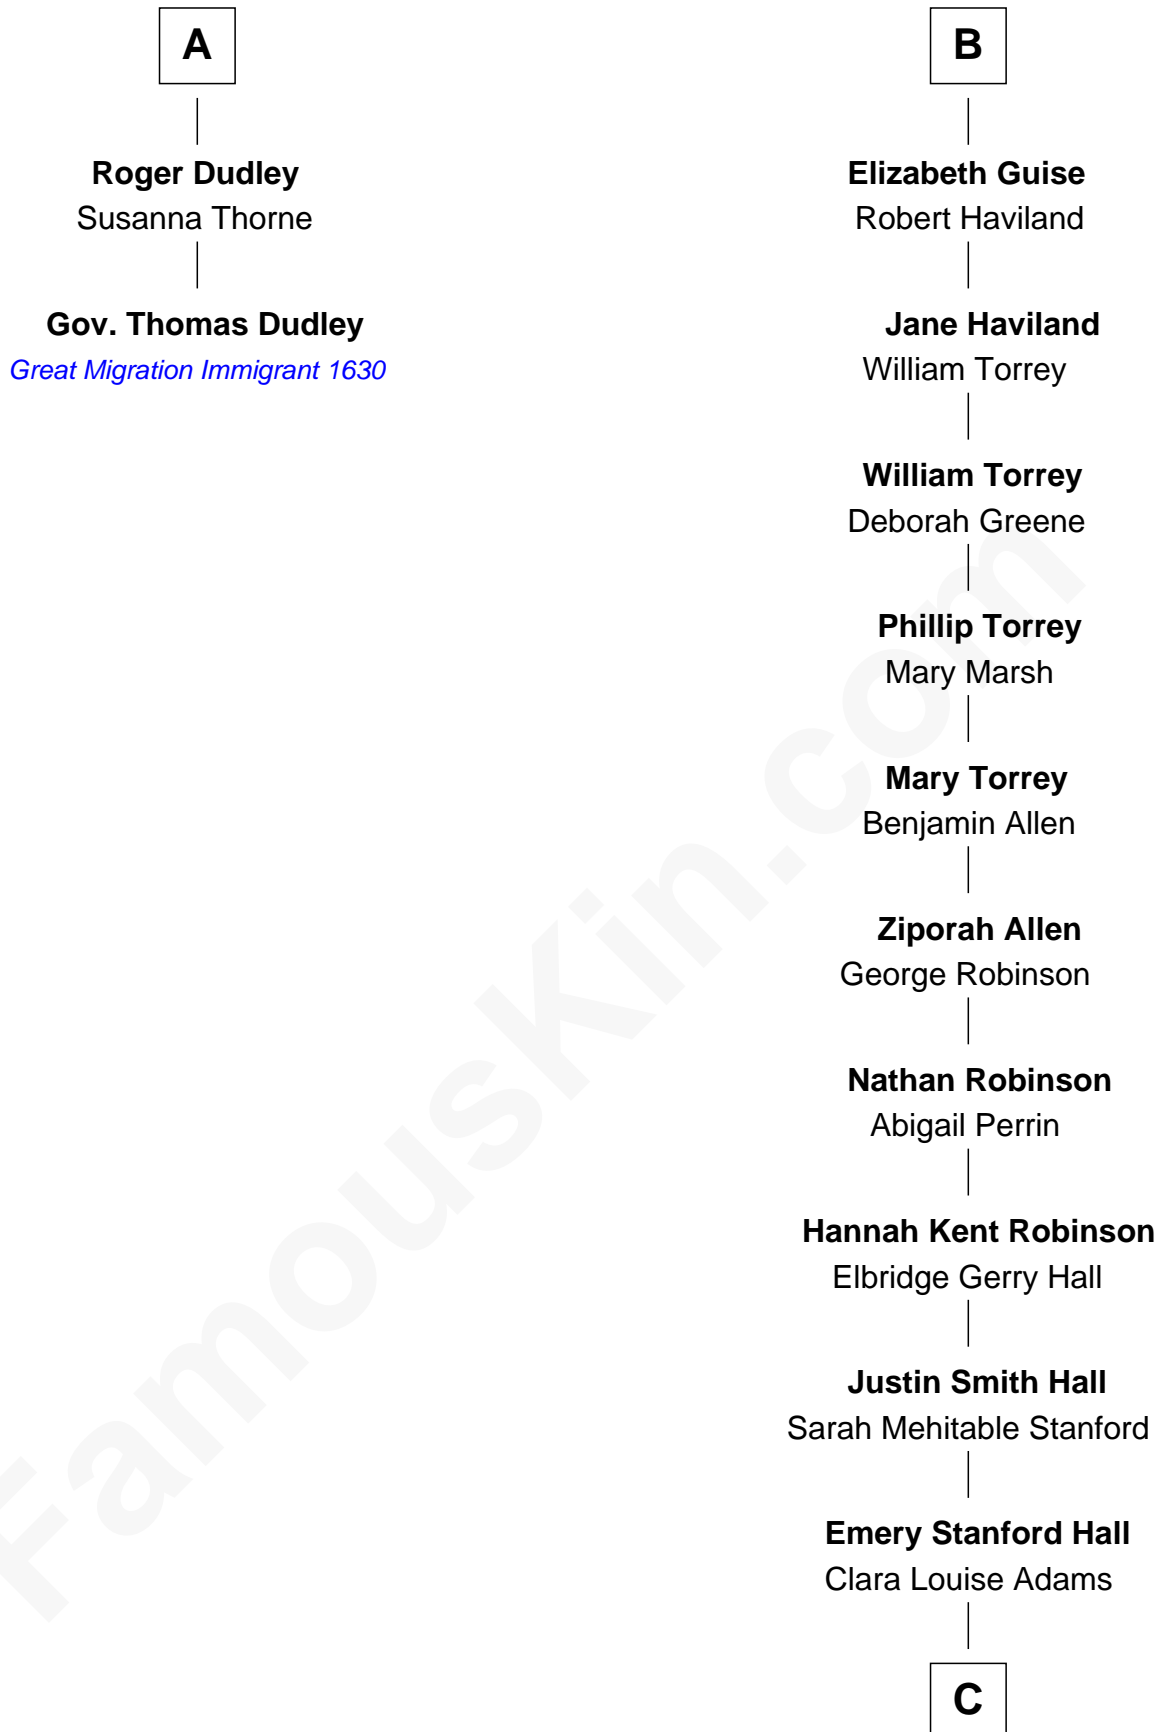 A
Roger Dudley
Susanna Thorne
Gov. Thomas Dudley
Great Migration Immigrant 1630
B
Elizabeth Guise
Robert Haviland
Jane Haviland
William Torrey
William Torrey
Deborah Greene
Phillip Torrey
Mary Marsh
Mary Torrey
Benjamin Allen
Ziporah Allen
George Robinson
Nathan Robinson
Abigail Perrin
Hannah Kent Robinson
Elbridge Gerry Hall
Justin Smith Hall
Sarah Mehitable Stanford
Emery Stanford Hall
Clara Louise Adams
C
FamousKin.com